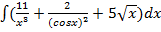 ∫(11/x³ + 2/(cosx)² + 5√x)dx